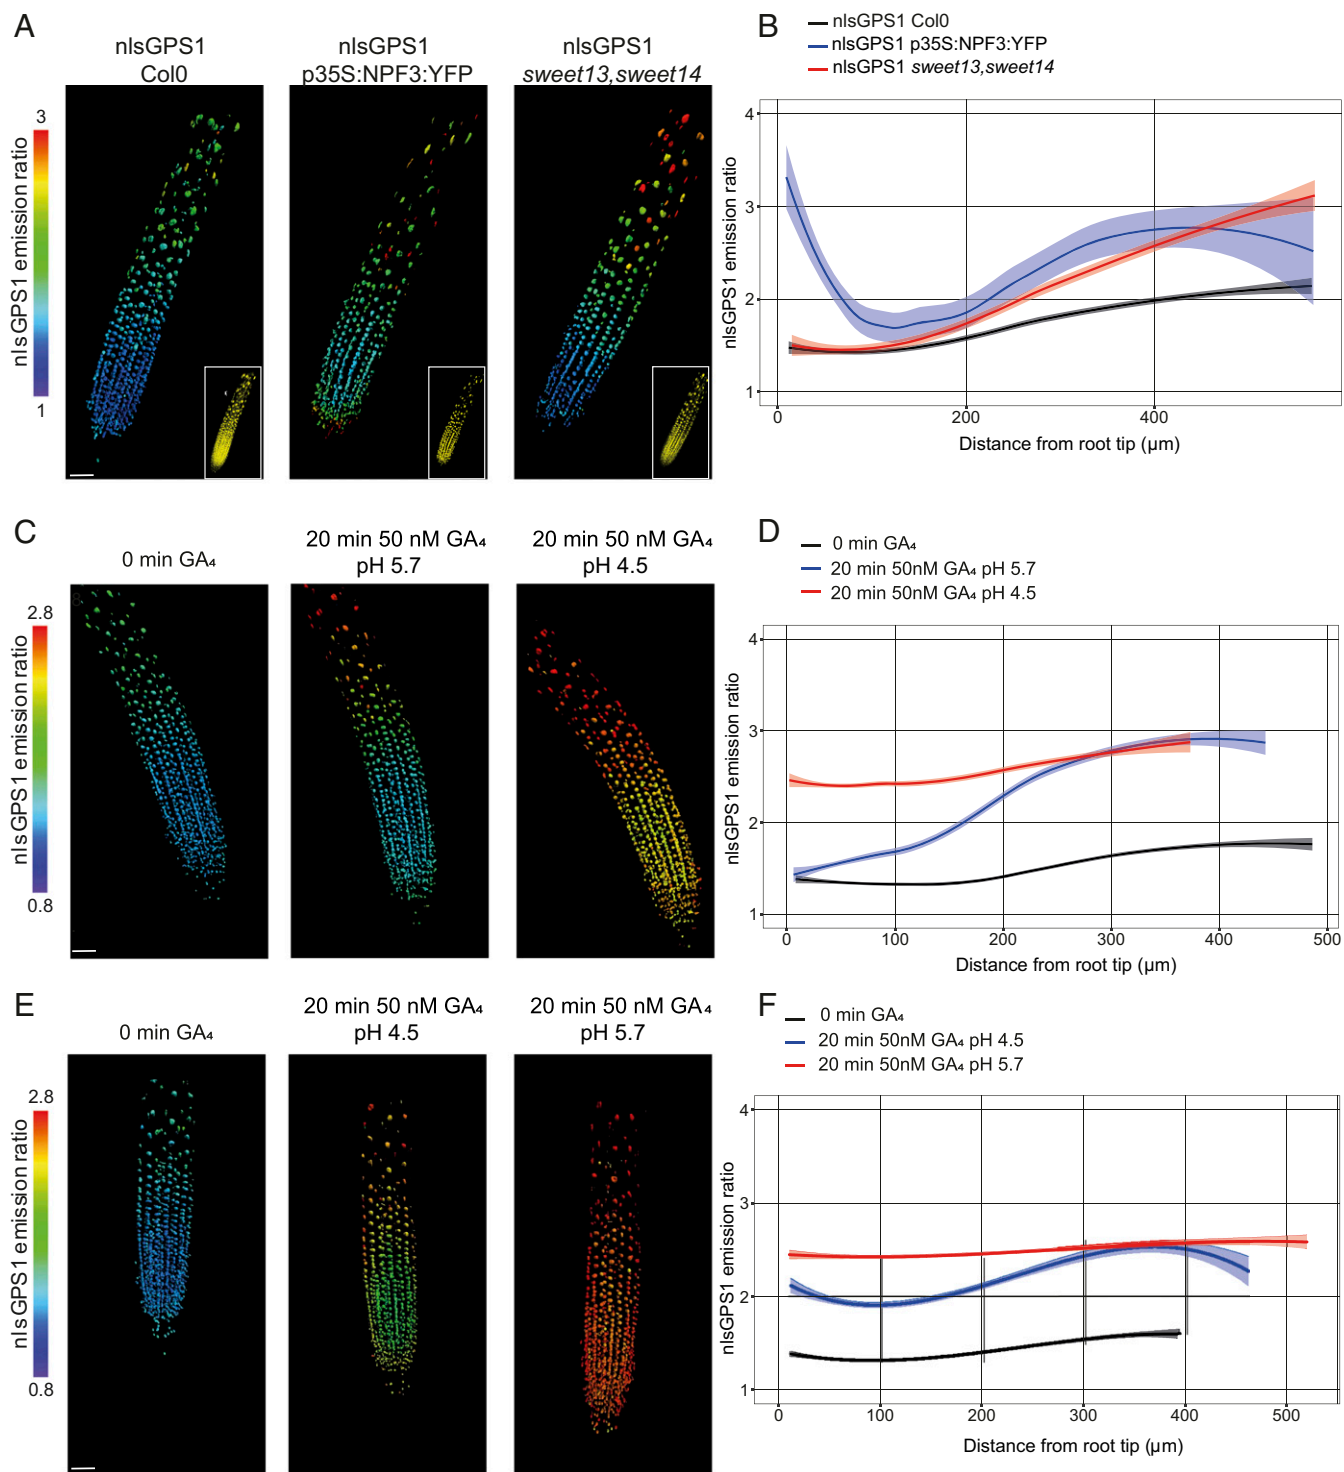 A
nlsGPS1
Col0
nlsGPS1
p35S:NPF3:YFP
nlsGPS1
sweet13,sweet14
3
nlsGPS1 emission ratio
1
B
nlsGPS1 Col0
nlsGPS1 p35S:NPF3:YFP
nlsGPS1 sweet13,sweet14
4
3
2
1
nlsGPS1 emission ratio
0
200
400
Distance from root tip (µm)
C
0 min GA₄
20 min 50 nM GA₄
pH 5.7
20 min 50 nM GA₄
pH 4.5
2.8
nlsGPS1 emission ratio
0.8
D
0 min GA₄
20 min 50nM GA₄ pH 5.7
20 min 50nM GA₄ pH 4.5
4
3
2
1
nlsGPS1 emission ratio
0
100
200
300
400
500
Distance from root tip (µm)
E
0 min GA₄
20 min 50 nM GA₄
pH 4.5
20 min 50 nM GA₄
pH 5.7
2.8
nlsGPS1 emission ratio
0.8
F
0 min GA₄
20 min 50nM GA₄ pH 4.5
20 min 50nM GA₄ pH 5.7
4
3
2
1
nlsGPS1 emission ratio
0
100
200
300
400
500
Distance from root tip (µm)